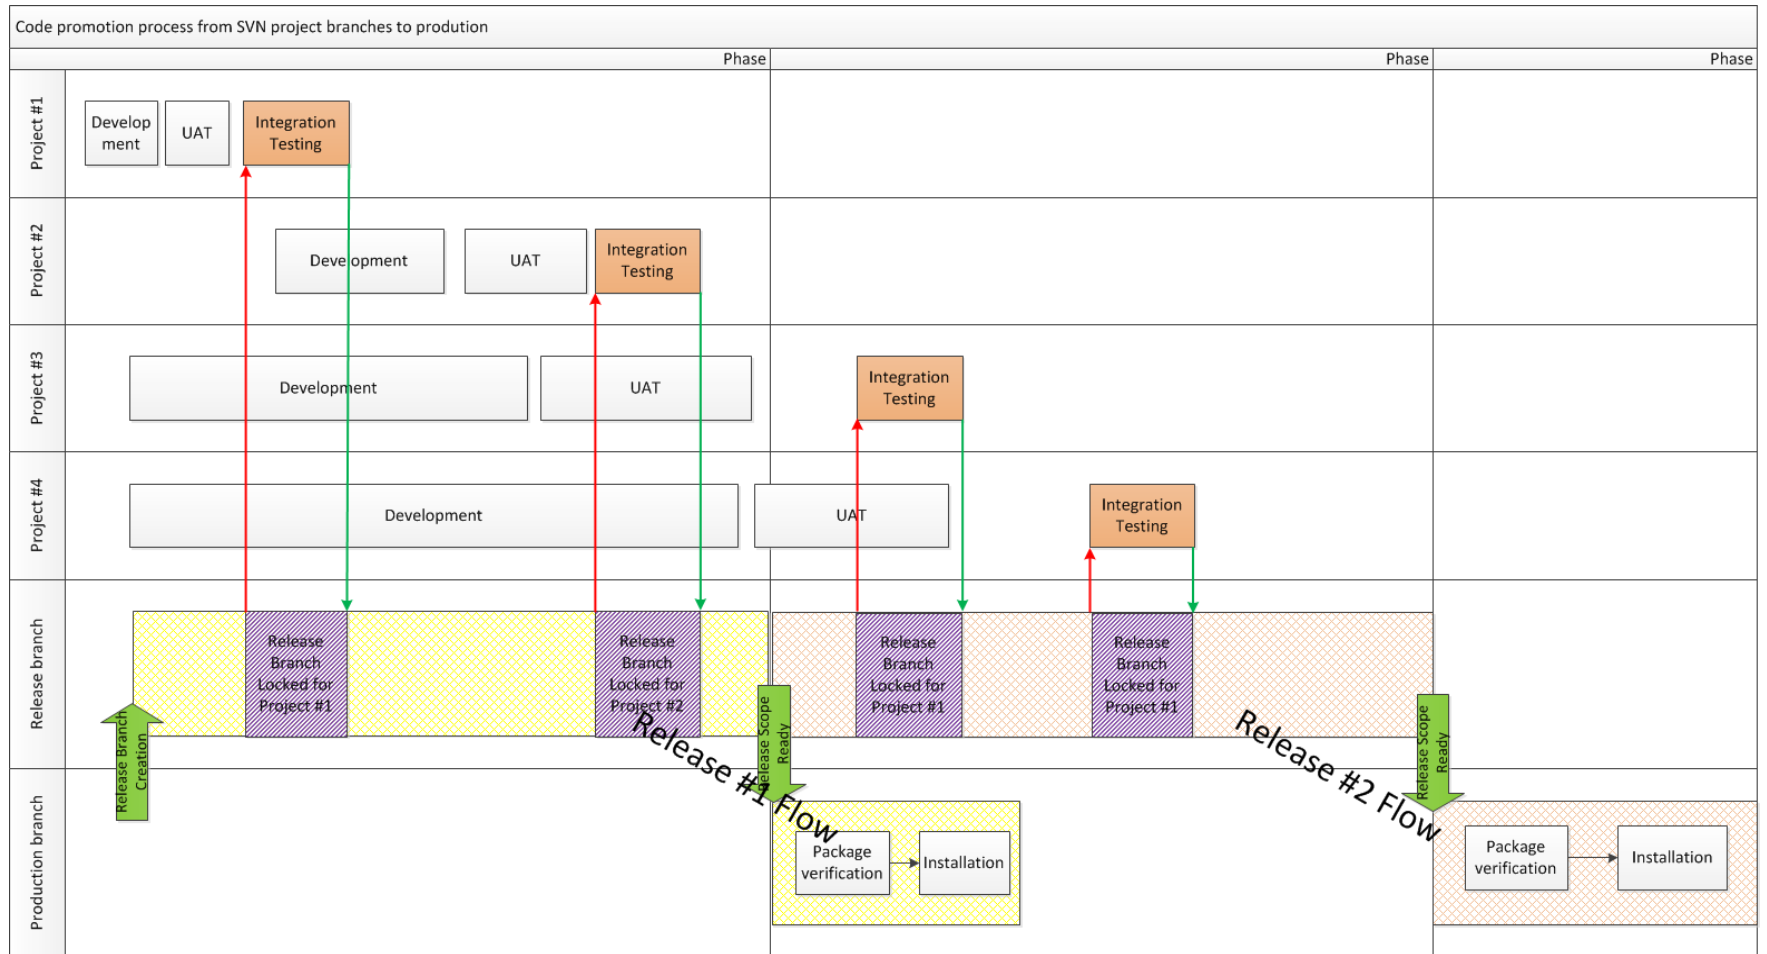 Code promotion process from SVN project branches to prodution
Phase
Phase
Phase
Project #1
Develop
ment
UAT
Integration
Testing
Project #2
Development
UAT
Integration
Testing
Project #3
Development
UAT
Integration
Testing
Project #4
Development
UAT
Integration
Testing
Release branch
Release
Branch
Locked for
Project #1
Release
Branch
Locked for
Project #2
Release
Branch
Locked for
Project #1
Release
Branch
Locked for
Project #1
Release Branch
Creation
Release #1 Flow
Release Scope
Ready
Release #2 Flow
Release Scope
Ready
Production branch
Package
verification
Installation
Package
verification
Installation